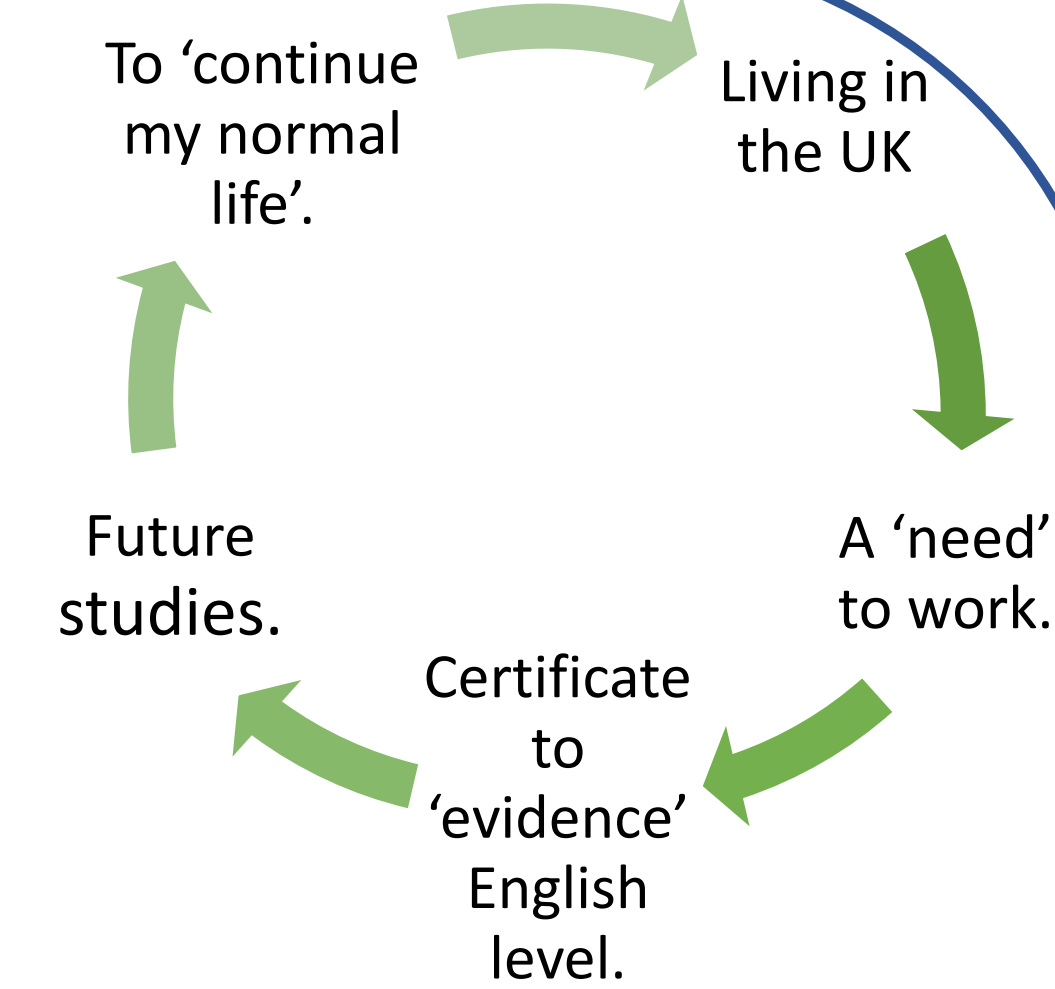 To ‘continue
my normal
life’.
Living in
the UK
A ‘need’
to work.
Certificate
to
‘evidence’
English
level.
Future
studies.